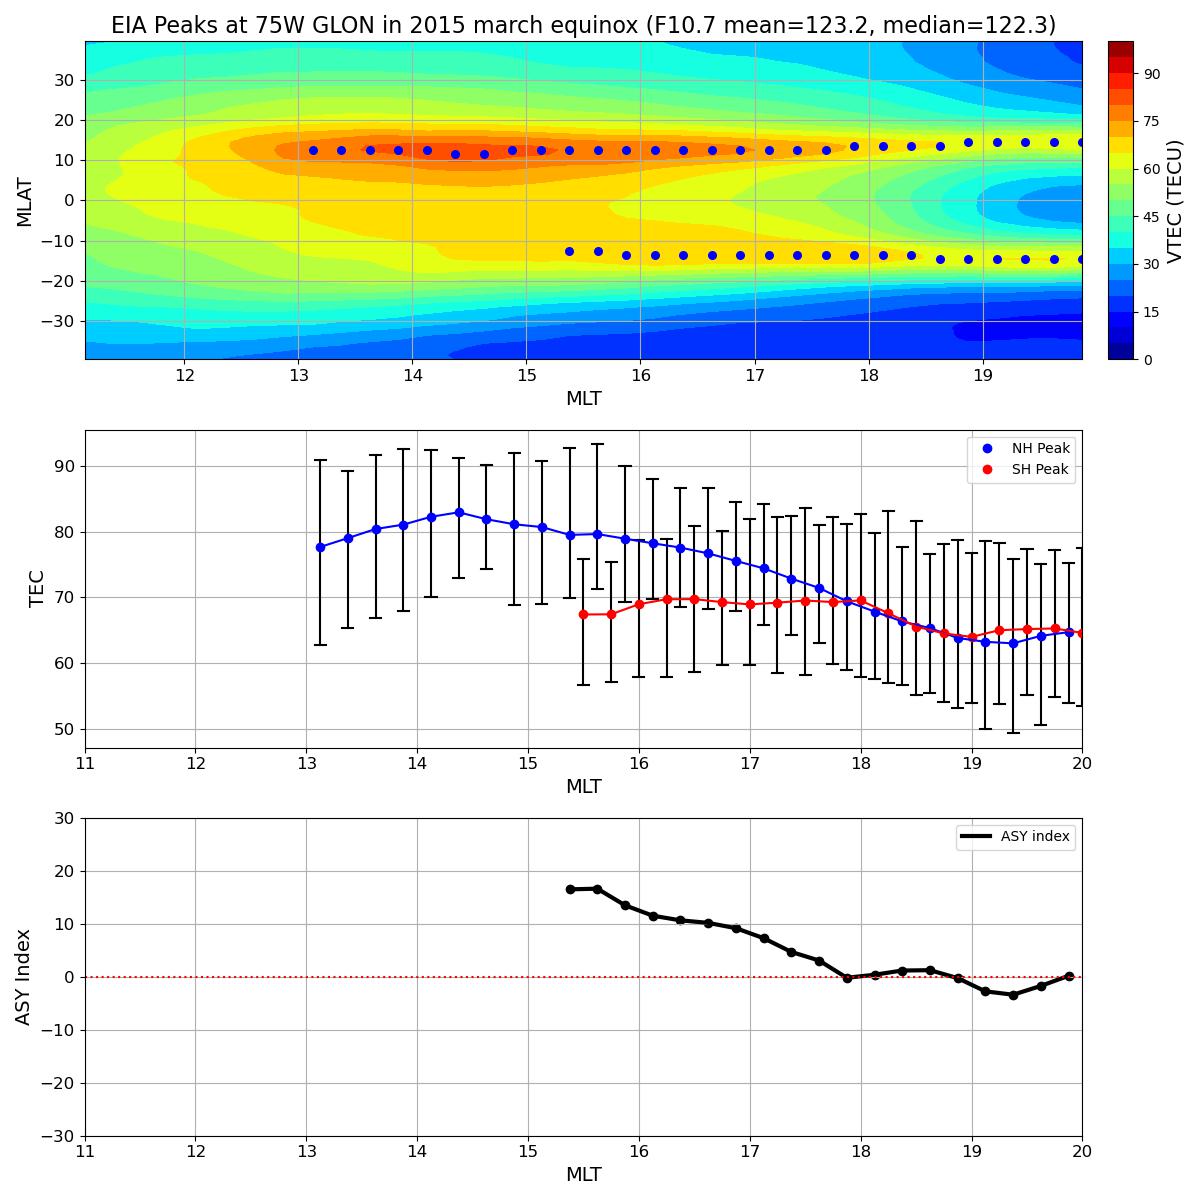 EIA Peaks at 75W GLON in 2015 march equinox (F10.7 mean=123.2, median=122.3)
30
20
10
0
−10
−20
−30
MLAT
12 13 14 15 16 17 18 19
MLT
90
75
60
45
30
15
0
VTEC (TECU)
NH Peak
SH Peak
90
80
70
60
50
TEC
11 12 13 14 15 16 17 18 19 20
MLT
ASY index
30
20
10
0
−10
−20
−30
ASY Index
11 12 13 14 15 16 17 18 19 20
MLT